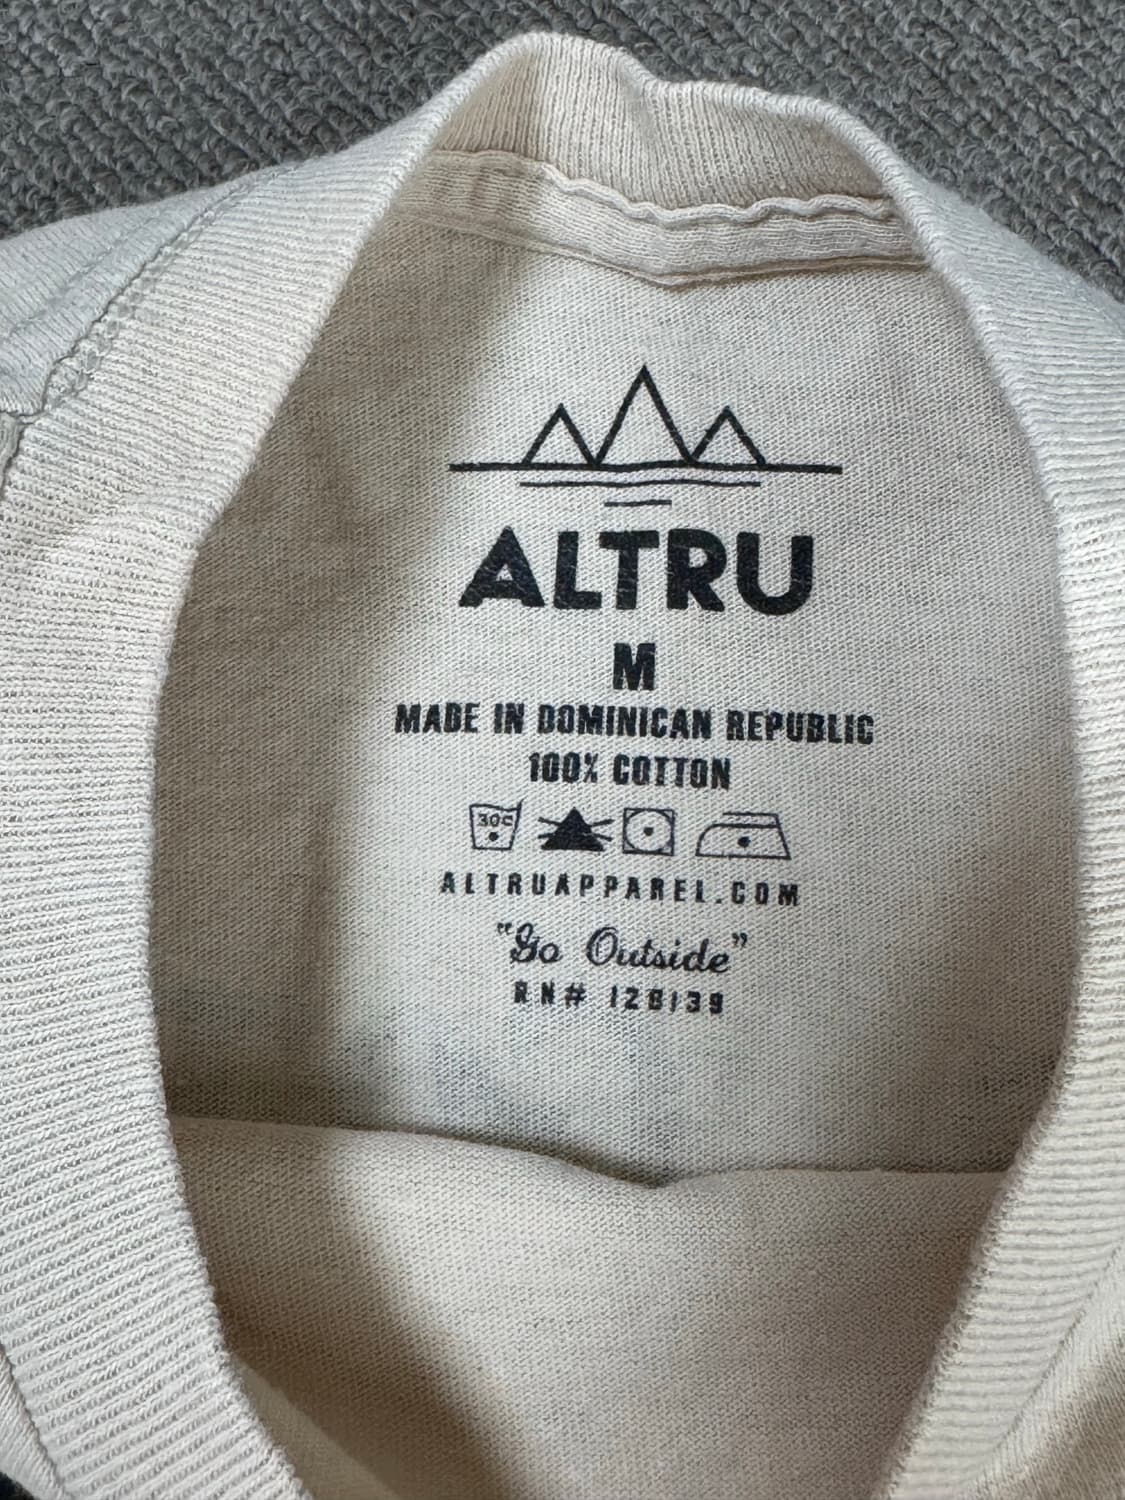 ALTRU
M
MADE IN DOMINICAN REPUBLIC
100% COTTON
30C
ALTRUAPPAREL.COM
"Go Outside"
RN# 128139